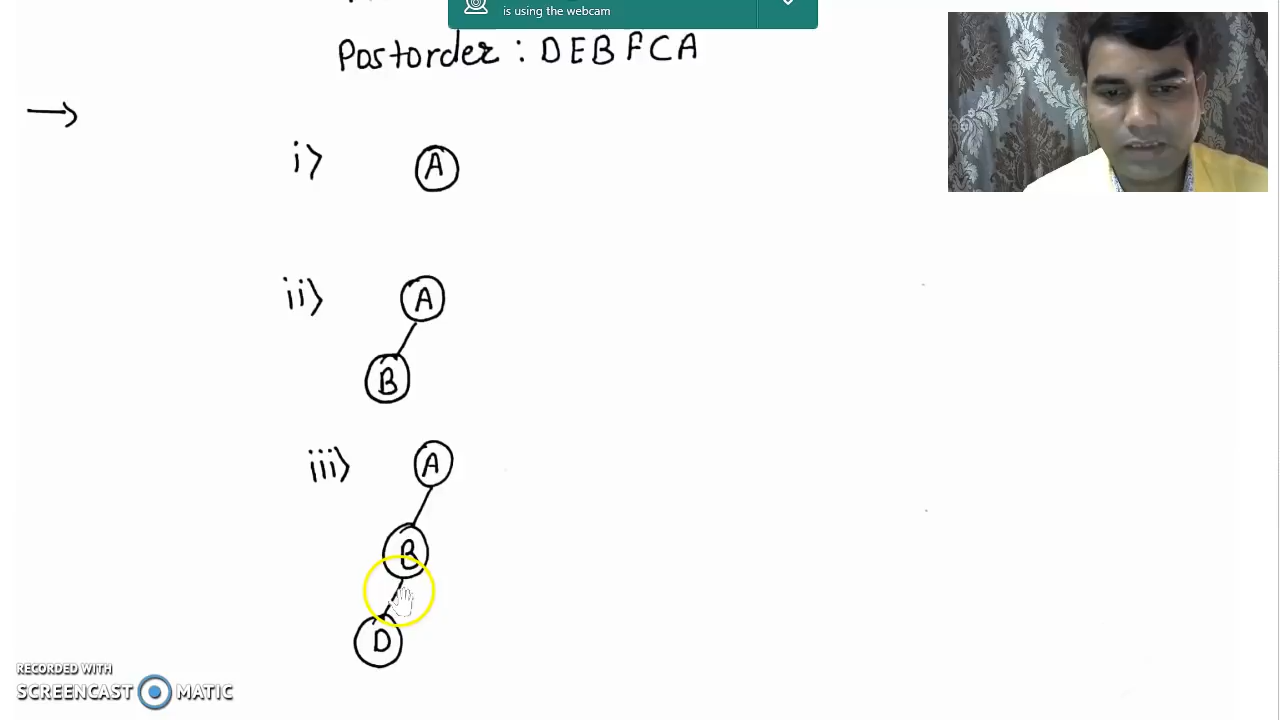 is using the webcam
Postorder : DEBFCA
i> A
ii> A
B
iii> A
B
D
RECORDED WITH
SCREENCAST MATIC